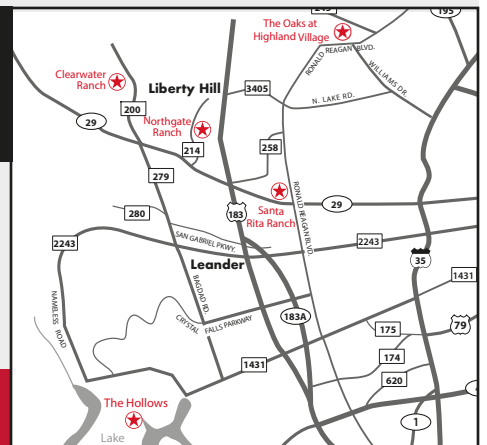 245
195
The Oaks at
Highland Village
RONALD REAGAN BLVD.
WILLIAMS DR.
Clearwater
Ranch
Liberty Hill
3405
N. LAKE RD.
200
29
Northgate
Ranch
214
258
279
RONALD REAGAN BLVD.
280
183
Santa
Rita Ranch
29
2243
SAN GABRIEL PKWY.
2243
Leander
35
1431
NAMELESS ROAD
BAGDAD RD.
CRYSTAL FALLS PARKWAY
183A
175
79
174
1431
620
The Hollows
Lake
1